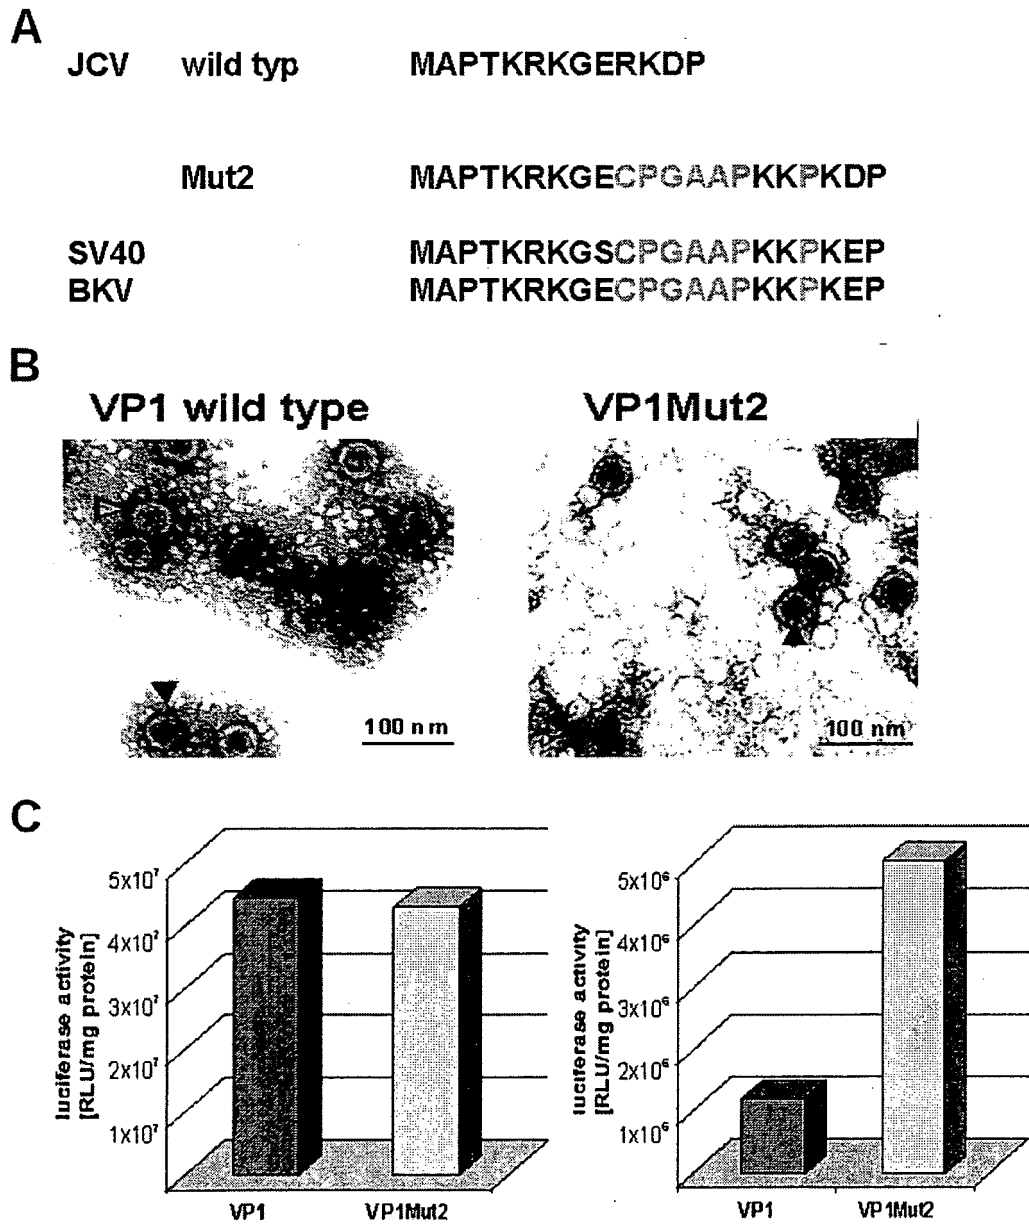 A
JCV wild typ MAPTKRKGERKDP
Mut2 MAPTKRKGECPGAAPKKPKDP
SV40 MAPTKRKGSCPGAAPKKPKEP
BKV MAPTKRKGECPGAAPKKPKEP
B
VP1 wild type VP1Mut2
100 nm 100 nm
C
luciferase activity
[RLU/mg protein]
5x10⁷
4x10⁷
3x10⁷
2x10⁷
1x10⁷
VP1 VP1Mut2
luciferase activity
[RLU/mg protein]
5x10⁶
4x10⁶
3x10⁶
2x10⁶
1x10⁶
VP1 VP1Mut2